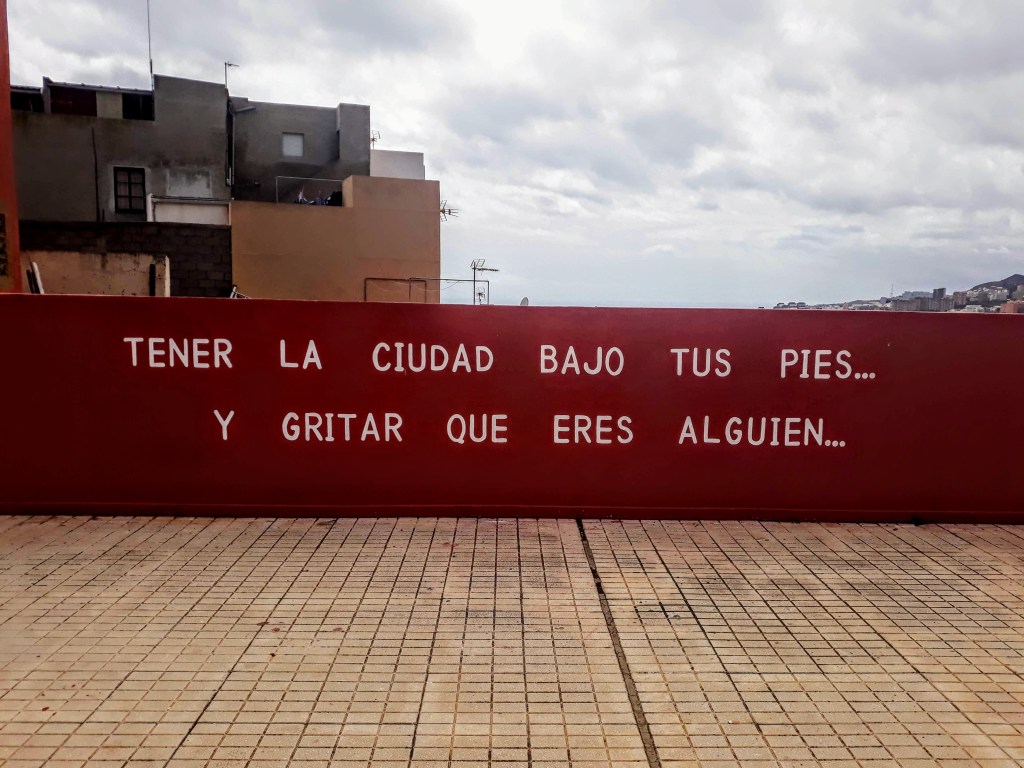 TENER LA CIUDAD BAJO TUS PIES...
Y GRITAR QUE ERES ALGUIEN...